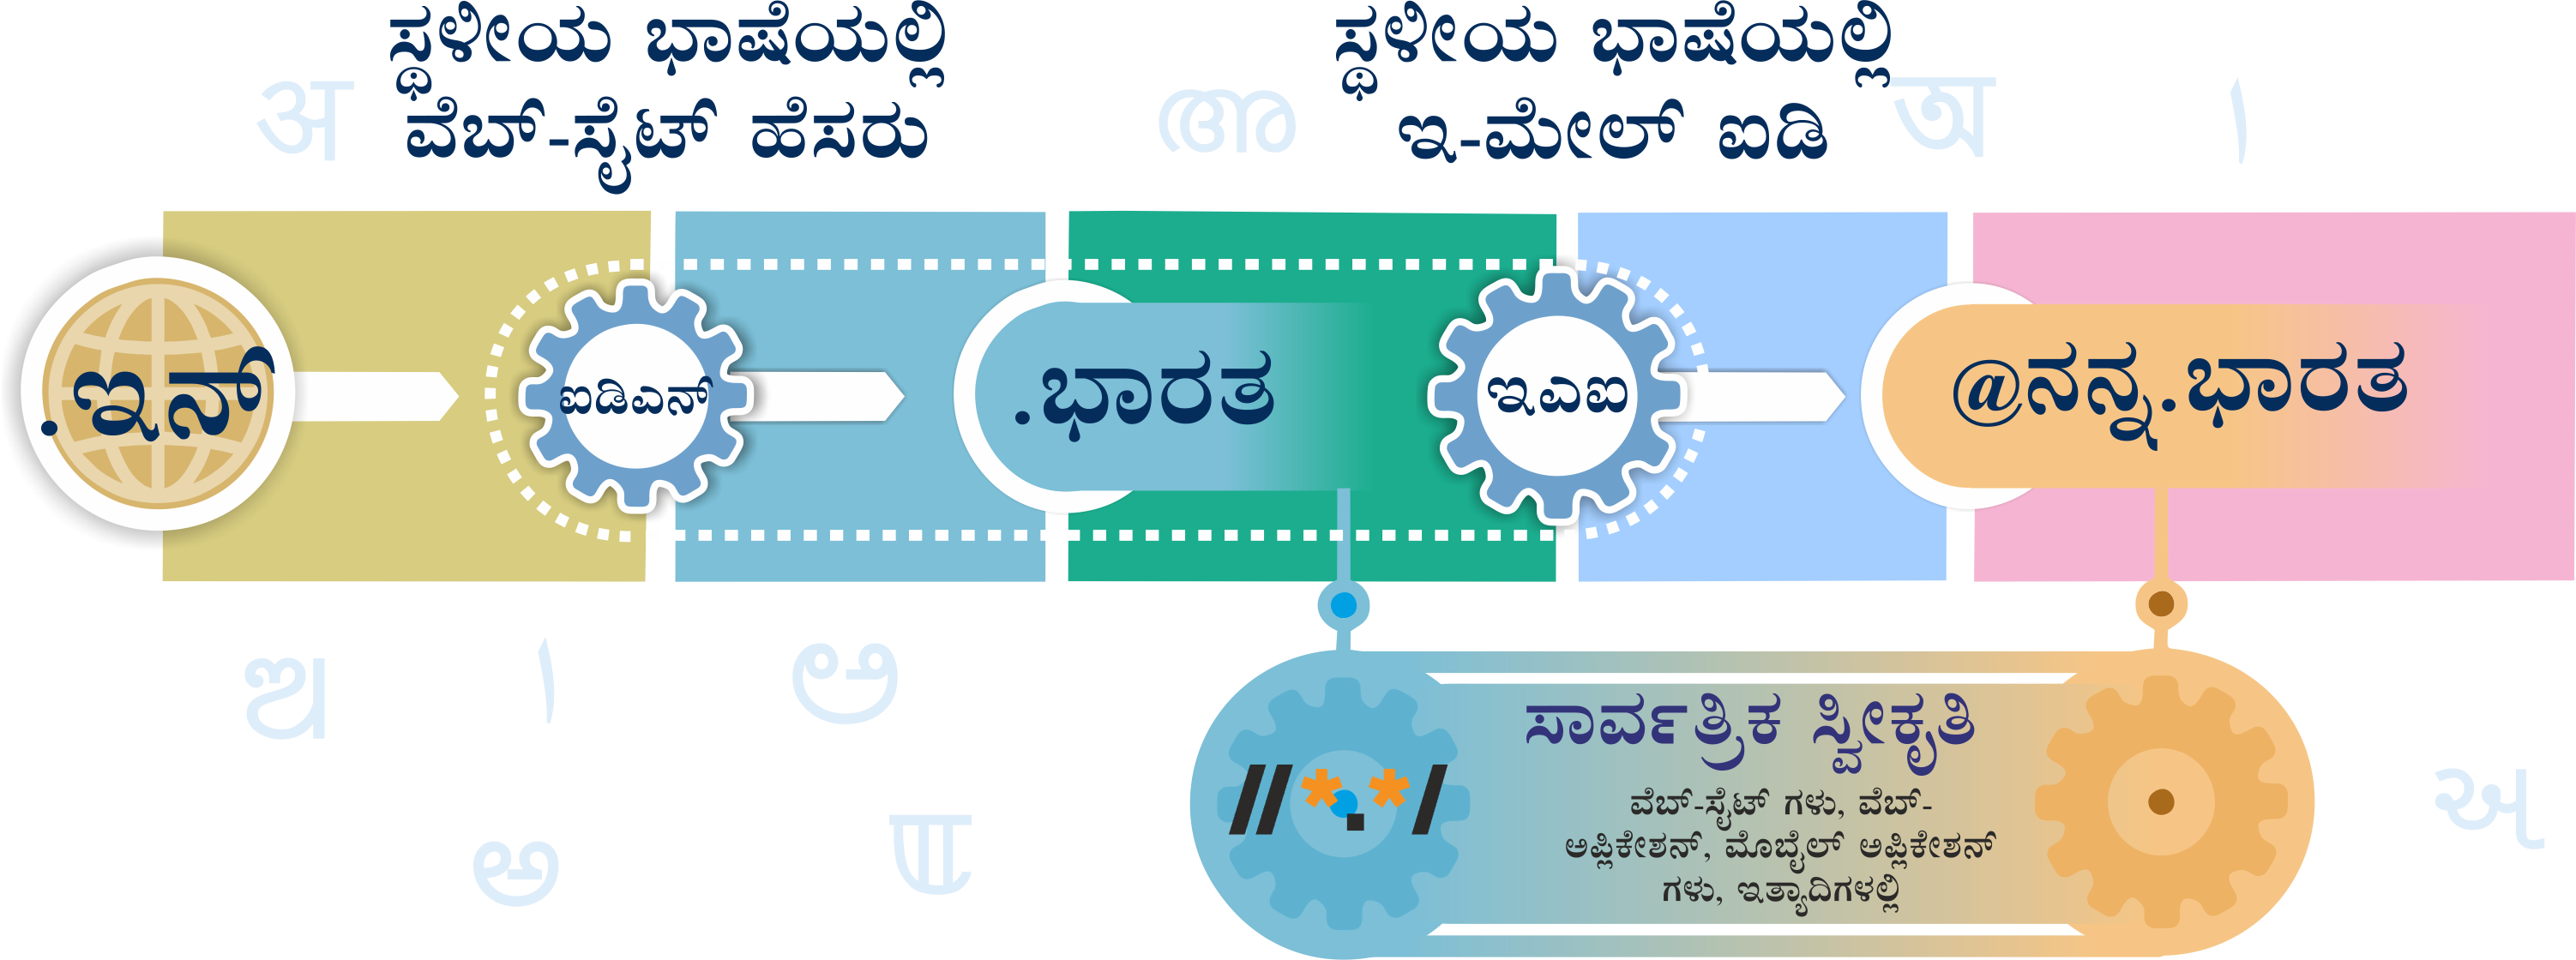 ಸ್ಥಳೀಯ ಭಾಷೆಯಲ್ಲಿ
ವೆಬ್-ಸೈಟ್ ಹೆಸರು
ಸ್ಥಳೀಯ ಭಾಷೆಯಲ್ಲಿ
ಇ-ಮೇಲ್ ಐಡಿ
अ
അ
অ
ا
.ಇನ್
ಐಡಿಎನ್
.ಭಾರತ
ಇಎಐ
@ನನ್ನ.ಭಾರತ
ଅ
ا
ಅ
అ
ꯑ
અ
//*.*/
ಸಾರ್ವತ್ರಿಕ ಸ್ವೀಕೃತಿ
ವೆಬ್-ಸೈಟ್ ಗಳು, ವೆಬ್-
ಅಪ್ಲಿಕೇಶನ್, ಮೊಬೈಲ್ ಅಪ್ಲಿಕೇಶನ್
ಗಳು, ಇತ್ಯಾದಿಗಳಲ್ಲಿ